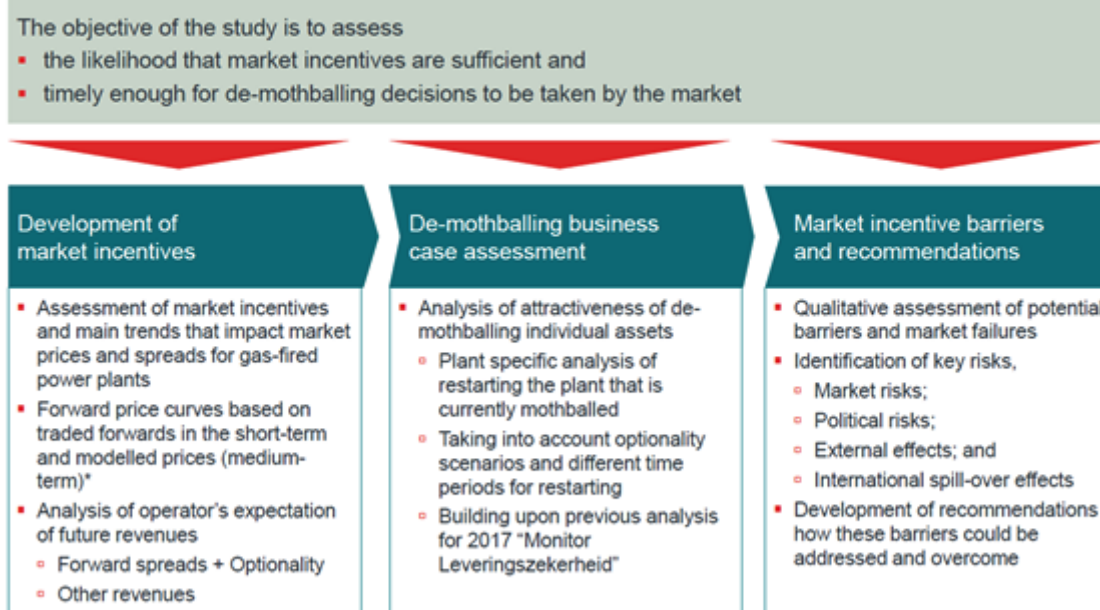 The objective of the study is to assess
▪ the likelihood that market incentives are sufficient and
▪ timely enough for de-mothballing decisions to be taken by the market
Development of
market incentives
▪ Assessment of market incentives
and main trends that impact market
prices and spreads for gas-fired
power plants
▪ Forward price curves based on
traded forwards in the short-term
and modelled prices (medium-
term)*
▪ Analysis of operator's expectation
of future revenues
▫ Forward spreads + Optionality
▫ Other revenues
De-mothballing business
case assessment
▪ Analysis of attractiveness of de-
mothballing individual assets
▫ Plant specific analysis of
restarting the plant that is
currently mothballed
▫ Taking into account optionality
scenarios and different time
periods for restarting
▫ Building upon previous analysis
for 2017 "Monitor
Leveringszekerheid"
Market incentive barriers
and recommendations
▪ Qualitative assessment of potential
barriers and market failures
▪ Identification of key risks,
▫ Market risks;
▫ Political risks;
▫ External effects; and
▫ International spill-over effects
▪ Development of recommendations
how these barriers could be
addressed and overcome